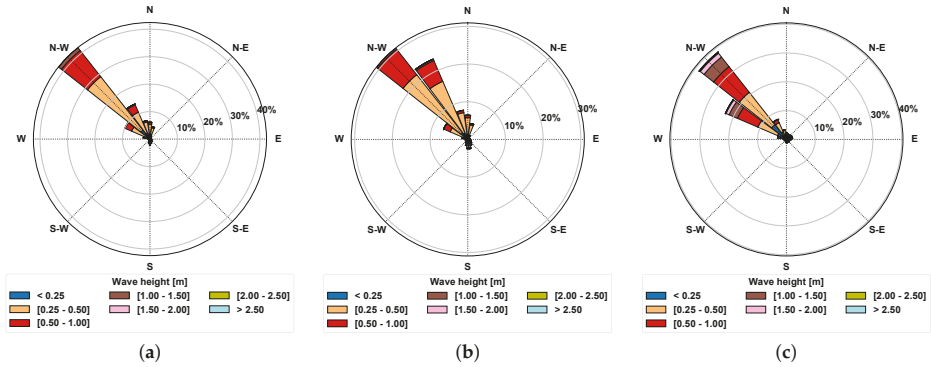 N
N-W
N-E
40%
30%
20%
10%
W
E
S-W
S-E
S
Wave height [m]
< 0.25
[1.00 - 1.50]
[2.00 - 2.50]
[0.25 - 0.50]
[1.50 - 2.00]
> 2.50
[0.50 - 1.00]
(a)
N
N-W
N-E
30%
20%
10%
W
E
S-W
S-E
S
Wave height [m]
< 0.25
[1.00 - 1.50]
[2.00 - 2.50]
[0.25 - 0.50]
[1.50 - 2.00]
> 2.50
[0.50 - 1.00]
(b)
N
N-W
N-E
40%
30%
20%
10%
W
E
S-W
S-E
S
Wave height [m]
< 0.25
[1.00 - 1.50]
[2.00 - 2.50]
[0.25 - 0.50]
[1.50 - 2.00]
> 2.50
[0.50 - 1.00]
(c)